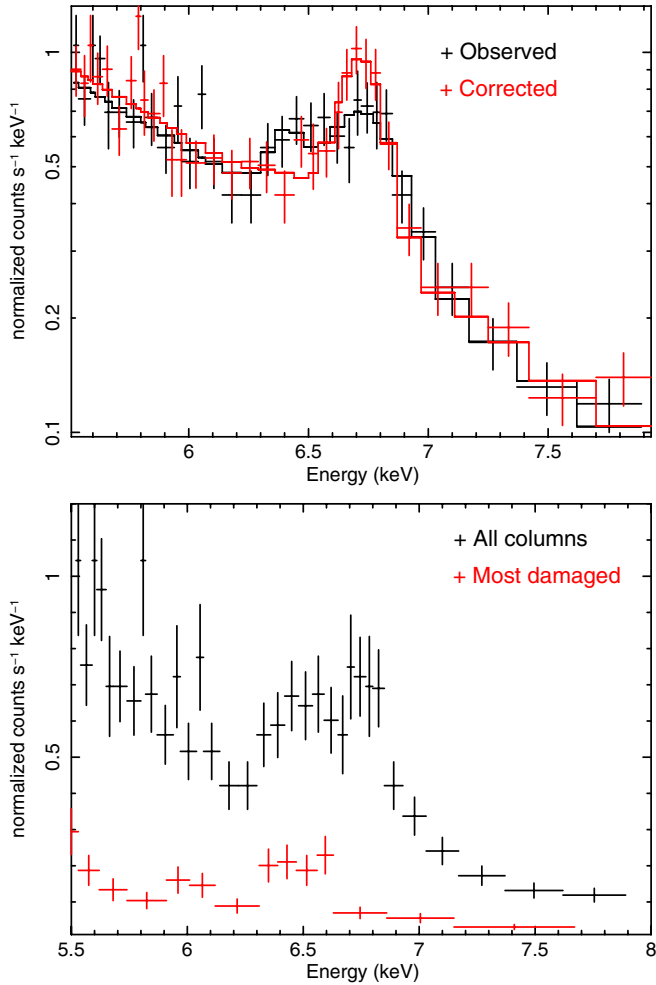 + Observed
+ Corrected
normalized counts s⁻¹ keV⁻¹
1
0.5
0.2
0.1
6 6.5 7 7.5
Energy (keV)
+ All columns
+ Most damaged
normalized counts s⁻¹ keV⁻¹
1
0.5
5.5 6 6.5 7 7.5 8
Energy (keV)